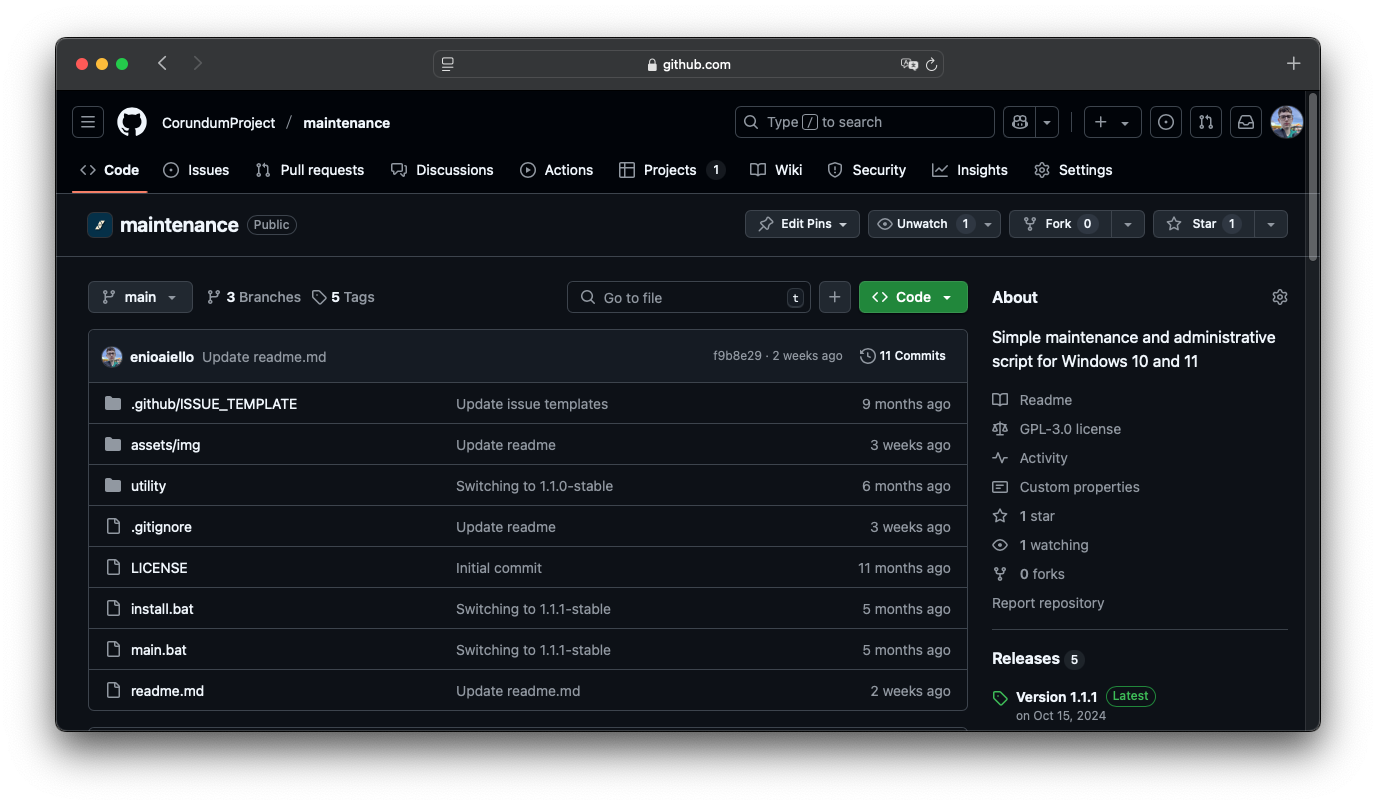 github.com
CorundumProject / maintenance
Type / to search
Code Issues Pull requests Discussions Actions Projects 1 Wiki Security Insights Settings
maintenance Public
Edit Pins Unwatch 1 Fork 0 Star 1
main 3 Branches 5 Tags
Go to file t
Code
enioaiello Update readme.md f9b8e29 · 2 weeks ago 11 Commits
.github/ISSUE_TEMPLATE Update issue templates 9 months ago
assets/img Update readme 3 weeks ago
utility Switching to 1.1.0-stable 6 months ago
.gitignore Update readme 3 weeks ago
LICENSE Initial commit 11 months ago
install.bat Switching to 1.1.1-stable 5 months ago
main.bat Switching to 1.1.1-stable 5 months ago
readme.md Update readme.md 2 weeks ago
About
Simple maintenance and administrative
script for Windows 10 and 11
Readme
GPL-3.0 license
Activity
Custom properties
1 star
1 watching
0 forks
Report repository
Releases 5
Version 1.1.1 Latest
on Oct 15, 2024